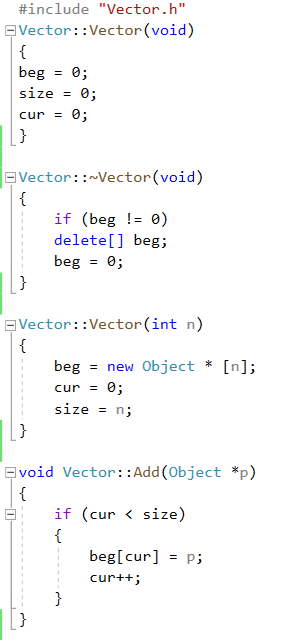 #include "Vector.h"
Vector::Vector(void)
{
beg = 0;
size = 0;
cur = 0;
}
Vector::~Vector(void)
{
if (beg != 0)
delete[] beg;
beg = 0;
}
Vector::Vector(int n)
{
beg = new Object * [n];
cur = 0;
size = n;
}
void Vector::Add(Object *p)
{
if (cur < size)
{
beg[cur] = p;
cur++;
}
}